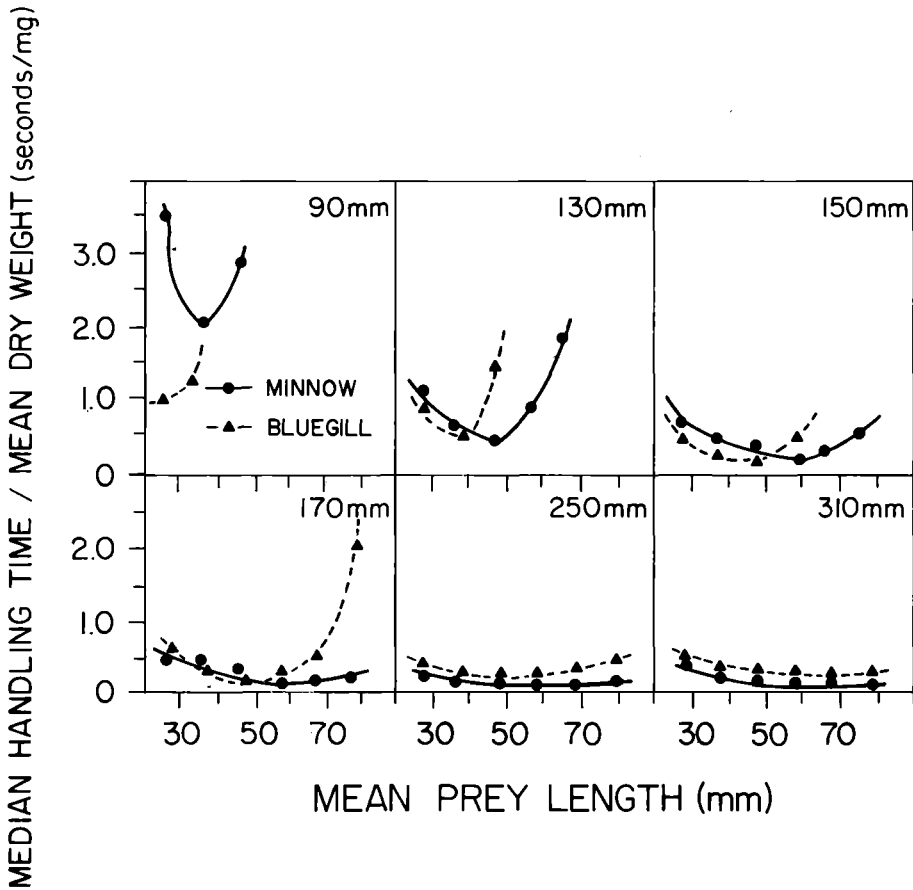 MEDIAN HANDLING TIME / MEAN DRY WEIGHT (seconds/mg)
90mm
130mm
150mm
3.0
2.0
1.0
0
MINNOW
BLUEGILL
170mm
250mm
310mm
2.0
1.0
0
30 50 70 30 50 70 30 50 70
MEAN PREY LENGTH (mm)